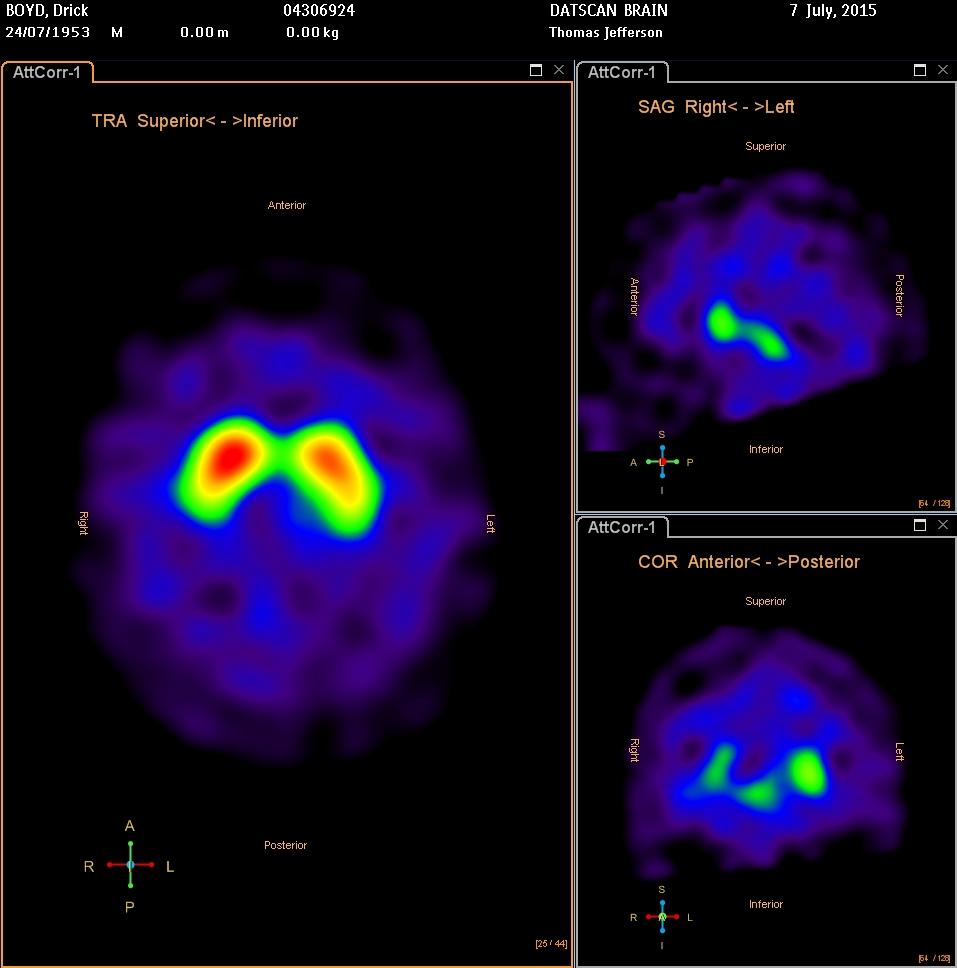 BOYD, Drick 04306924 DATSCAN BRAIN 7 July, 2015
24/07/1953 M 0.00 m 0.00 kg Thomas Jefferson
AttCorr-1
TRA Superior< - >Inferior
Anterior
Right
Left
Posterior
A
R L
P
[25 / 44]
AttCorr-1
SAG Right< - >Left
Superior
Anterior
Posterior
Inferior
S
A L P
I
[64 / 128]
AttCorr-1
COR Anterior< - >Posterior
Superior
Right
Left
Inferior
S
R A L
I
[64 / 128]